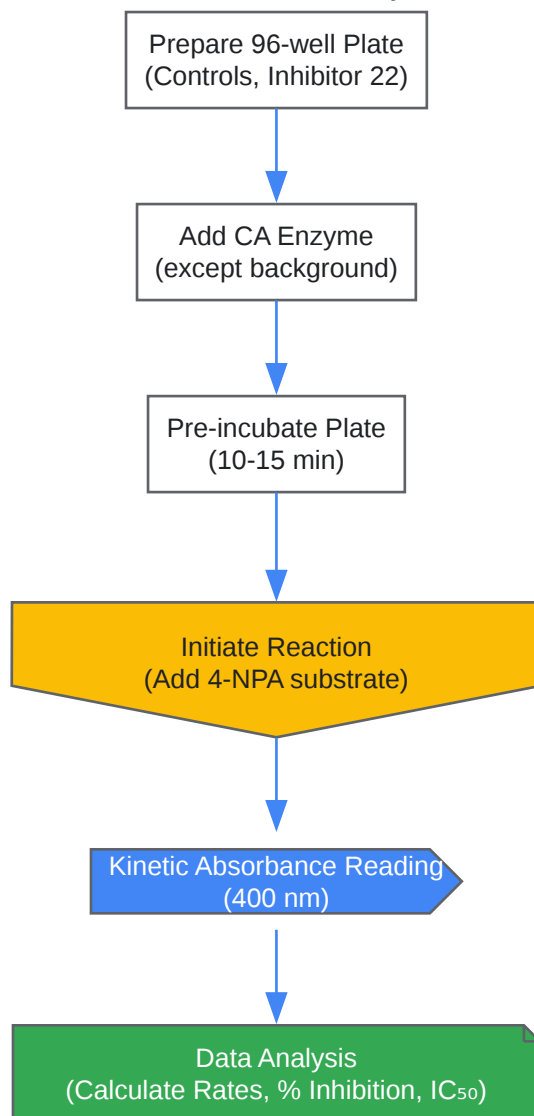 Prepare 96-well Plate
(Controls, Inhibitor 22)
Add CA Enzyme
(except background)
Pre-incubate Plate
(10-15 min)
Initiate Reaction
(Add 4-NPA substrate)
Kinetic Absorbance Reading
(400 nm)
Data Analysis
(Calculate Rates, % Inhibition, IC₅₀)